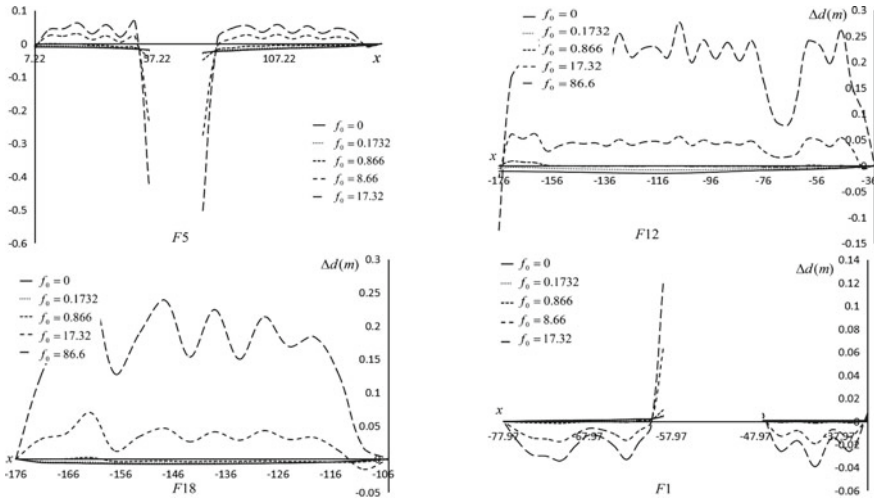 0.1
0
-0.1
-0.2
-0.3
-0.4
-0.5
-0.6
7.22
57.22
107.22
x
f₀ = 0
f₀ = 0.1732
f₀ = 0.866
f₀ = 8.66
f₀ = 17.32
F5
f₀ = 0
f₀ = 0.1732
f₀ = 0.866
f₀ = 17.32
f₀ = 86.6
Δd(m)
0.35
0.3
0.25
0.2
0.15
0.1
0.05
0
-0.05
-0.1
-0.15
x
-176 -156 -136 -116 -96 -76 -56 -36
F12
f₀ = 0
f₀ = 0.1732
f₀ = 0.866
f₀ = 17.32
f₀ = 86.6
Δd(m)
0.3
0.25
0.2
0.15
0.1
0.05
0
-0.05
x
-176 -166 -156 -146 -136 -126 -116 -106
F18
f₀ = 0
f₀ = 0.1732
f₀ = 0.866
f₀ = 8.66
f₀ = 17.32
Δd(m)
0.14
0.12
0.1
0.08
0.06
0.04
0.02
0
-0.02
-0.04
-0.06
x
-77.97 -67.97 -57.97 -47.97 -37.97
F1